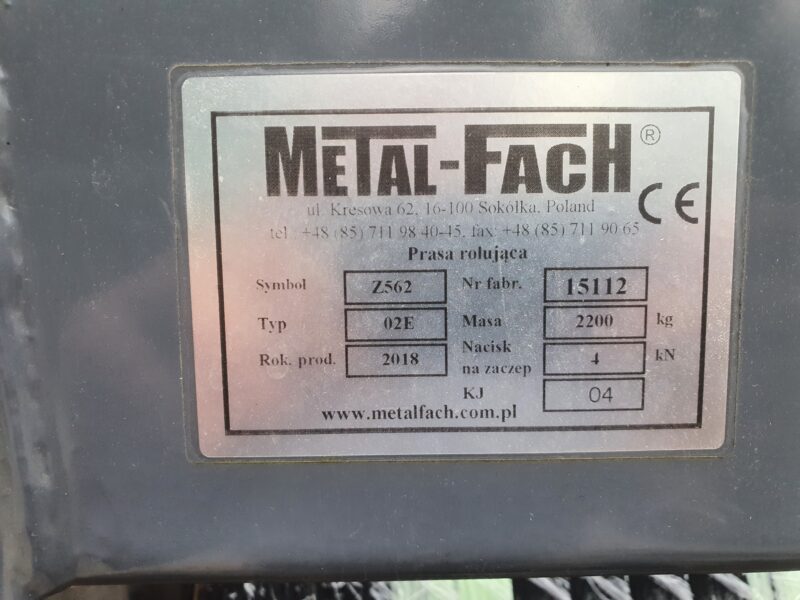 METAL-FACH ®
ul. Kresowa 62, 16-100 Sokółka, Poland
tel.: +48 (85) 711 98 40-45, fax: +48 (85) 711 90 65
CE
Prasa rolująca
Symbol Z562 Nr fabr. 15112
Typ 02E Masa 2200 kg
Rok. prod. 2018 Nacisk na zaczep 4 kN
KJ 04
www.metalfach.com.pl